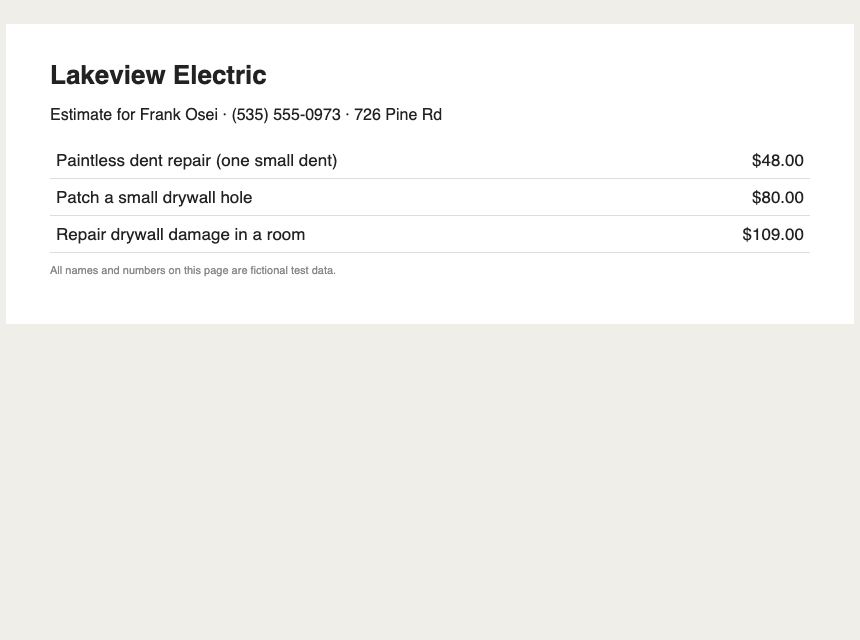 Lakeview Electric
Estimate for Frank Osei · (535) 555-0973 · 726 Pine Rd
Paintless dent repair (one small dent) $48.00
Patch a small drywall hole $80.00
Repair drywall damage in a room $109.00
All names and numbers on this page are fictional test data.